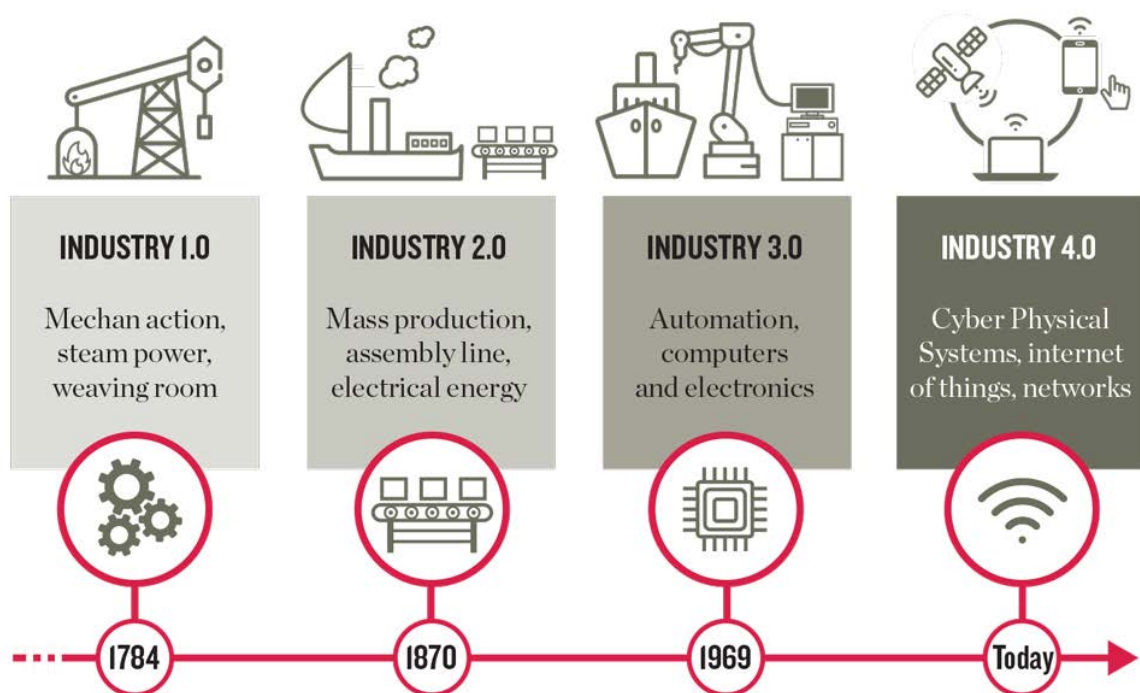 INDUSTRY 1.0
Mechan action,
steam power,
weaving room
INDUSTRY 2.0
Mass production,
assembly line,
electrical energy
INDUSTRY 3.0
Automation,
computers
and electronics
INDUSTRY 4.0
Cyber Physical
Systems, internet
of things, networks
1784
1870
1969
Today